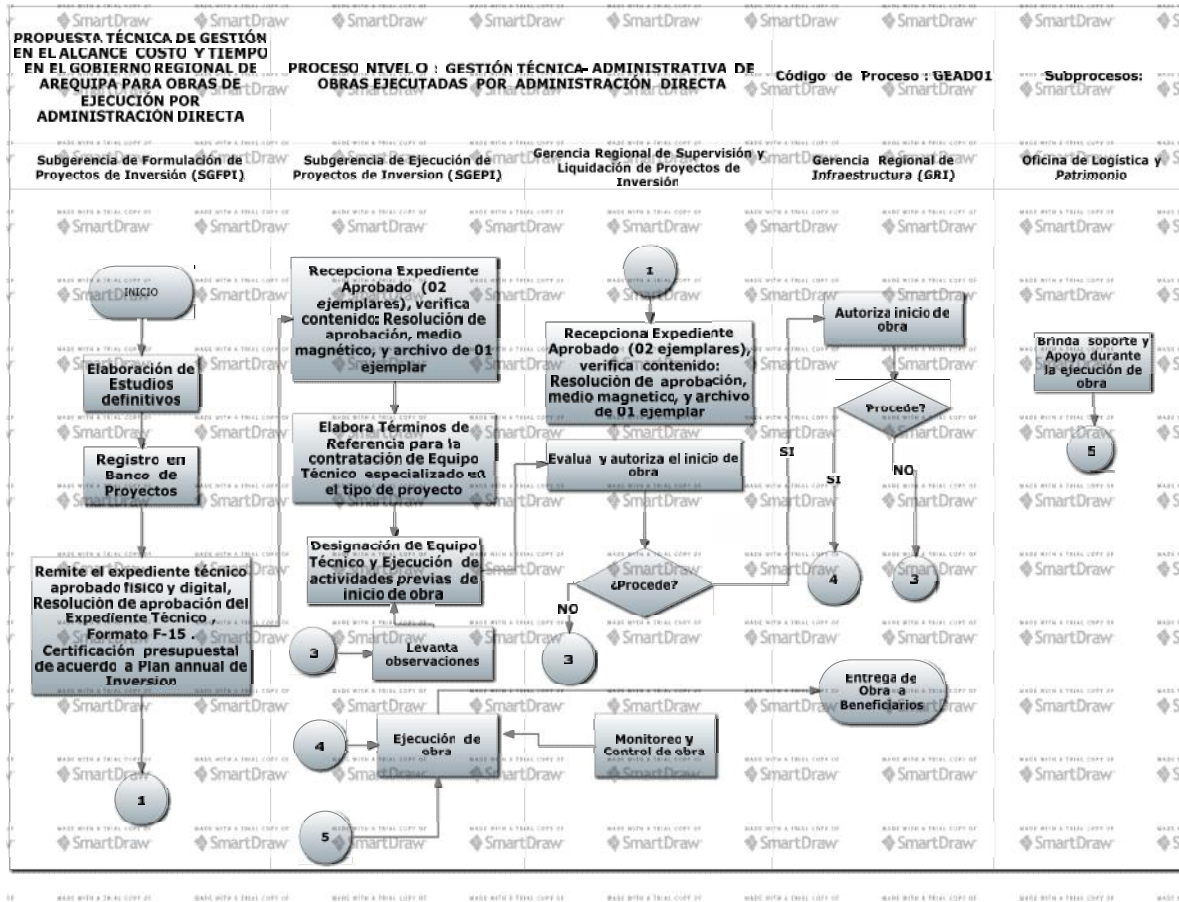 PROPUESTA TÉCNICA DE GESTIÓN
EN EL ALCANCE COSTO Y TIEMPO
EN EL GOBIERNO REGIONAL DE
AREQUIPA PARA OBRAS DE
EJECUCIÓN POR
ADMINISTRACIÓN DIRECTA
PROCESO NIVEL O : GESTIÓN TÉCNICA-ADMINISTRATIVA DE
OBRAS EJECUTADAS POR ADMINISTRACIÓN DIRECTA
Código de Proceso : GEAD01
Subprocesos:
Subgerencia de Formulación de
Proyectos de Inversión (SGFPI)
Subgerencia de Ejecución de
Proyectos de Inversion (SGEPI)
Gerencia Regional de Supervisión y
Liquidación de Proyectos de
Inversión
Gerencia Regional de
Infraestructura (GRI)
Oficina de Logística y
Patrimonio
INICIO
Elaboración de
Estudios
definitivos
Registro en
Banco de
Proyectos
Remite el expediente técnico
aprobado fisico y digital,
Resolución de aprobación del
Expediente Técnico ,
Formato F-15 .
Certificación presupuestal
de acuerdo a Plan annual de
Inversion
1
Recepciona Expediente
Aprobado (02
ejemplares), verifica
contenido: Resolución de
aprobación, medio
magnético, y archivo de 01
ejemplar
Elabora Términos de
Referencia para la
contratación de Equipo
Técnico especializado en
el tipo de proyecto
Designación de Equipo
Técnico y Ejecución de
actividades previas de
inicio de obra
3
Levanta
observaciones
4
Ejecución de
obra
5
1
Recepciona Expediente
Aprobado (02 ejemplares),
verifica contenido:
Resolución de aprobación,
medio magnetico, y archivo
de 01 ejemplar
Evalua y autoriza el inicio de
obra
¿Procede?
NO
3
SI
Monitoreo y
Control de obra
Autoriza inicio de
obra
Procede?
SI
NO
4
3
Entrega de
Obra a
Beneficiarios
Brinda soporte y
Apoyo durante
la ejecución de
obra
5
MADE WITH A TRIAL COPY OF
SmartDraw